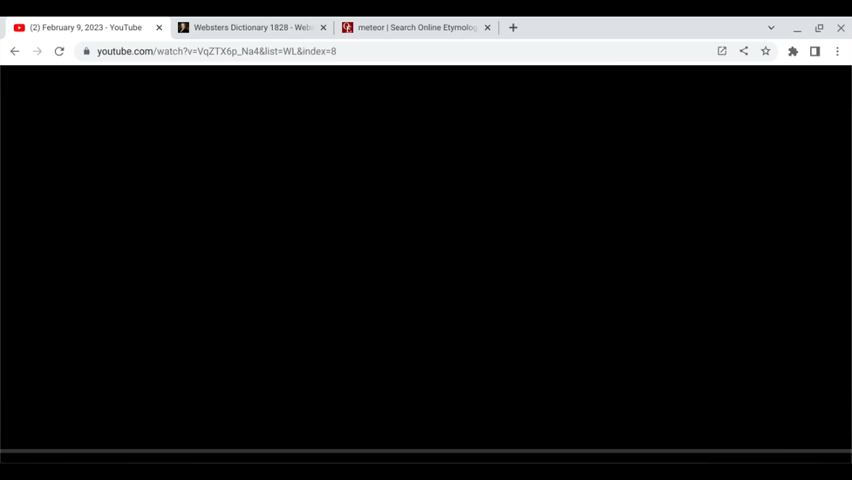 (2) February 9, 2023 - YouTube
Websters Dictionary 1828 - Web
meteor | Search Online Etymolog
youtube.com/watch?v=VqZTX6p_Na4&list=WL&index=8